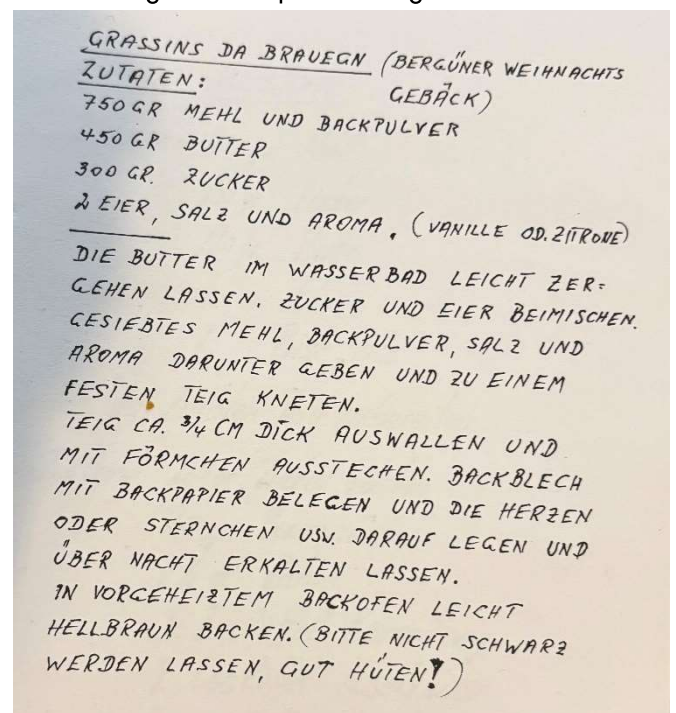 GRASSINS DA BRAUEGN (BERGÜNER WEIHNACHTS
GEBÄCK)
ZUTATEN:
750 GR MEHL UND BACKPULVER
450 GR BUTTER
300 GR. ZUCKER
2 EIER, SALZ UND AROMA. (VANILLE OD. ZITRONE)
DIE BUTTER IM WASSERBAD LEICHT ZER=
GEHEN LASSEN. ZUCKER UND EIER BEIMISCHEN.
GESIEBTES MEHL, BACKPULVER, SALZ UND
AROMA DARUNTER GEBEN UND ZU EINEM
FESTEN TEIG KNETEN.
TEIG CA. 3/4 CM DICK AUSWALLEN UND
MIT FÖRMCHEN AUSSTECHEN. BACKBLECH
MIT BACKPAPIER BELEGEN UND DIE HERZEN
ODER STERNCHEN USW. DARAUF LEGEN UND
ÜBER NACHT ERKALTEN LASSEN.
IN VORGEHEIZTEM BACKOFEN LEICHT
HELLBRAUN BACKEN. (BITTE NICHT SCHWARZ
WERDEN LASSEN, GUT HÜTEN!)